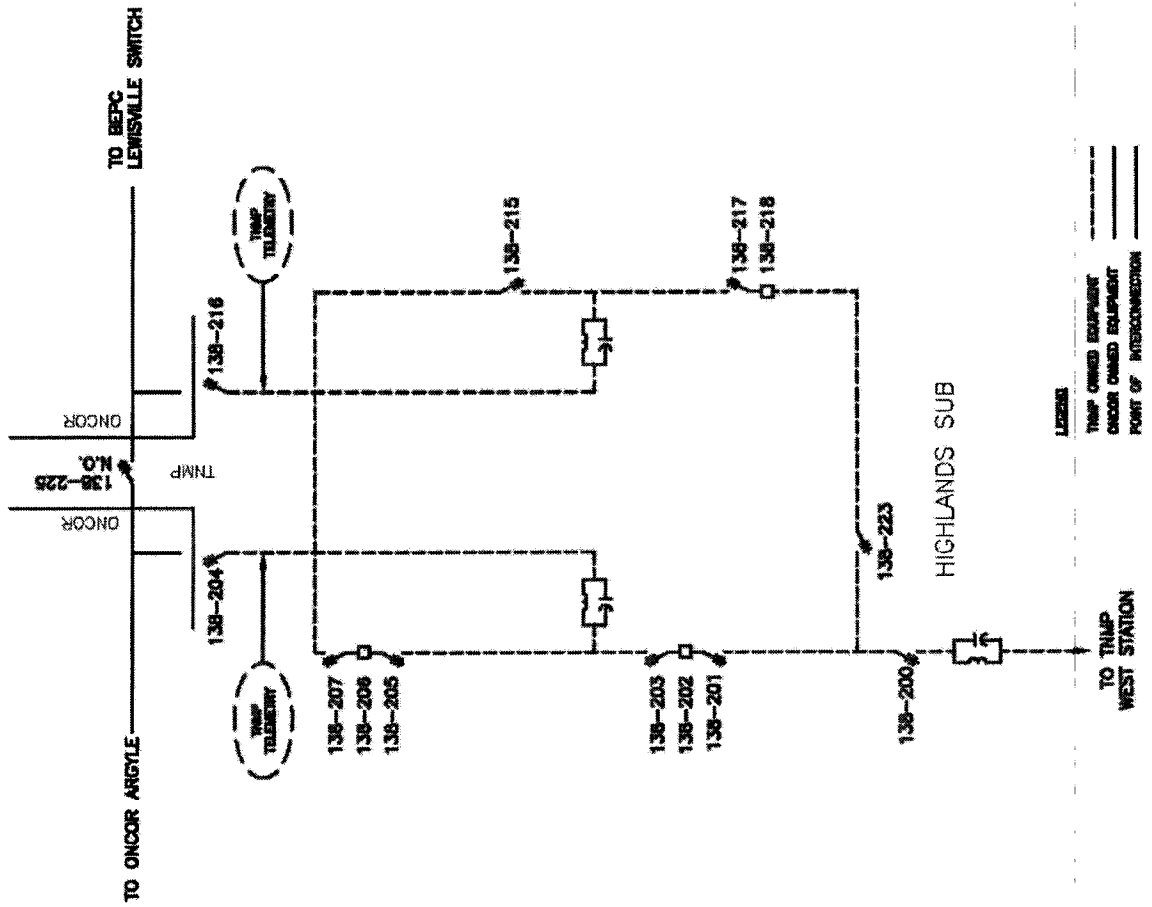 TO BEPC
LEWISVILLE SWITCH
TO ONCOR ARGYLE
138-225
N.O.
ONCOR
ONCOR
TNMP
TNMP
TELEMETRY
TNMP
TELEMETRY
138-204
138-216
138-207
138-206
138-205
138-215
138-203
138-202
138-201
138-217
138-218
138-200
138-223
HIGHLANDS SUB
TO TNMP
WEST STATION
LEGEND
TNMP OWNED EQUIPMENT
ONCOR OWNED EQUIPMENT
POINT OF INTERCONNECTION